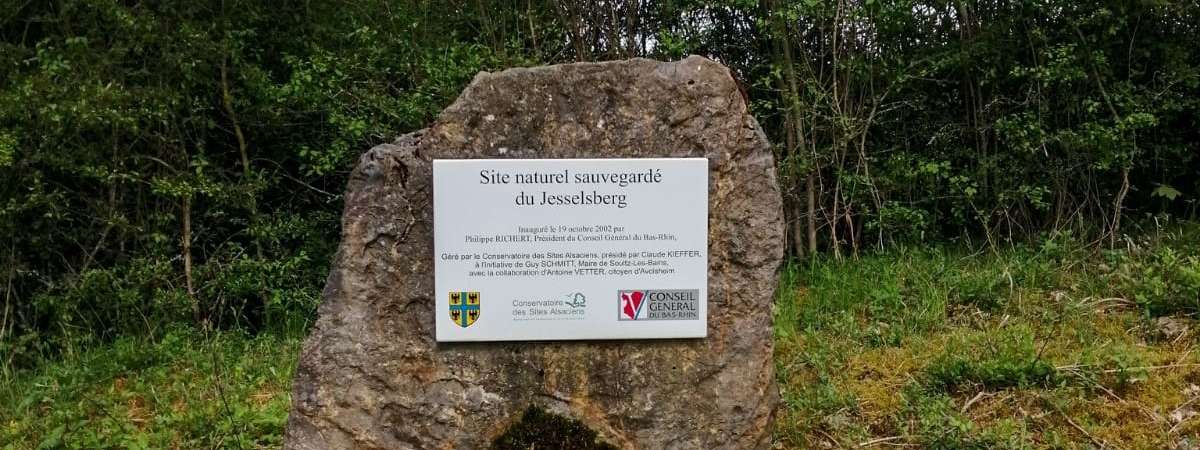 Site naturel sauvegardé
du Jesselsberg
Inauguré le 19 octobre 2002 par
Philippe RICHERT, Président du Conseil Général du Bas-Rhin,
Géré par le Conservatoire des Sites Alsaciens, présidé par Claude KIEFFER,
à l'initiative de Guy SCHMITT, Maire de Soultz-Les-Bains,
avec la collaboration d'Antoine VETTER, citoyen d'Avolsheim
Conservatoire
des Sites Alsaciens
CONSEIL
GENERAL
DU BAS-RHIN